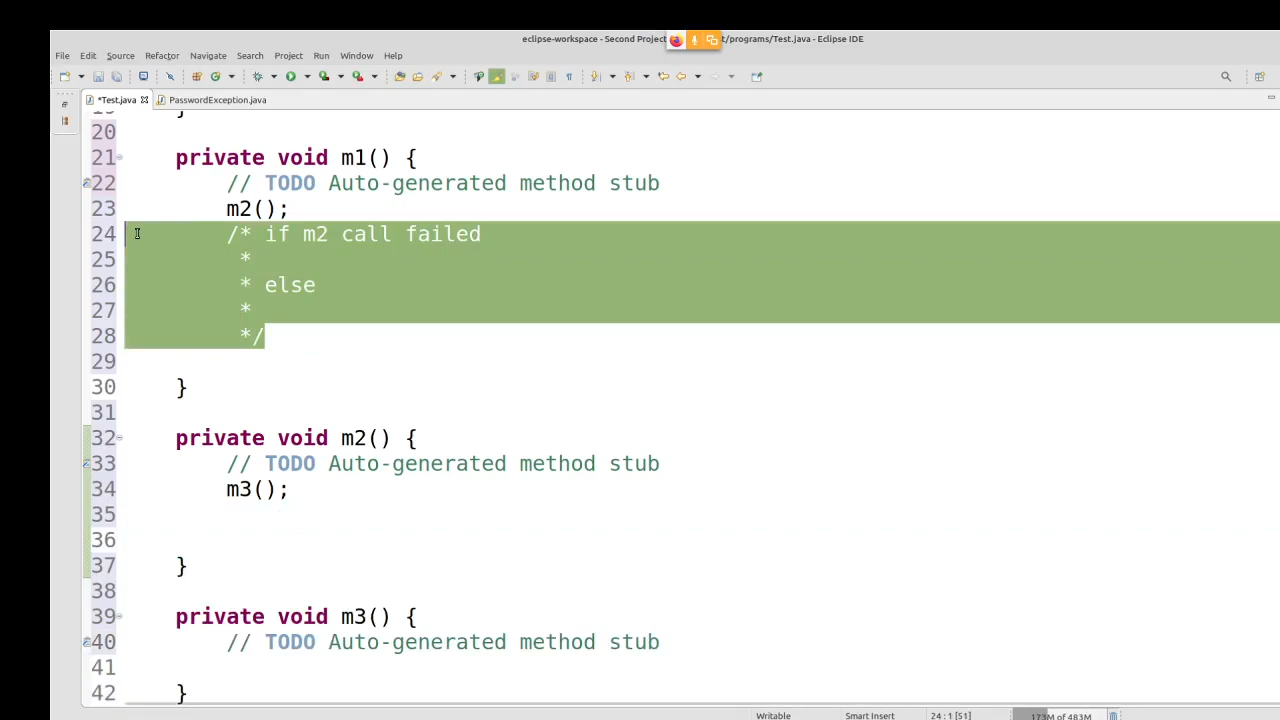 eclipse-workspace - Second Project t/programs/Test.java - Eclipse IDE
File Edit Source Refactor Navigate Search Project Run Window Help
*Test.java PasswordException.java
20
21 private void m1() {
22 // TODO Auto-generated method stub
23 m2();
24 /* if m2 call failed
25 *
26 * else
27 *
28 */
29
30 }
31
32 private void m2() {
33 // TODO Auto-generated method stub
34 m3();
35
36
37 }
38
39 private void m3() {
40 // TODO Auto-generated method stub
41
42 }
Writable Smart Insert 24 : 1 [51] 173M of 483M